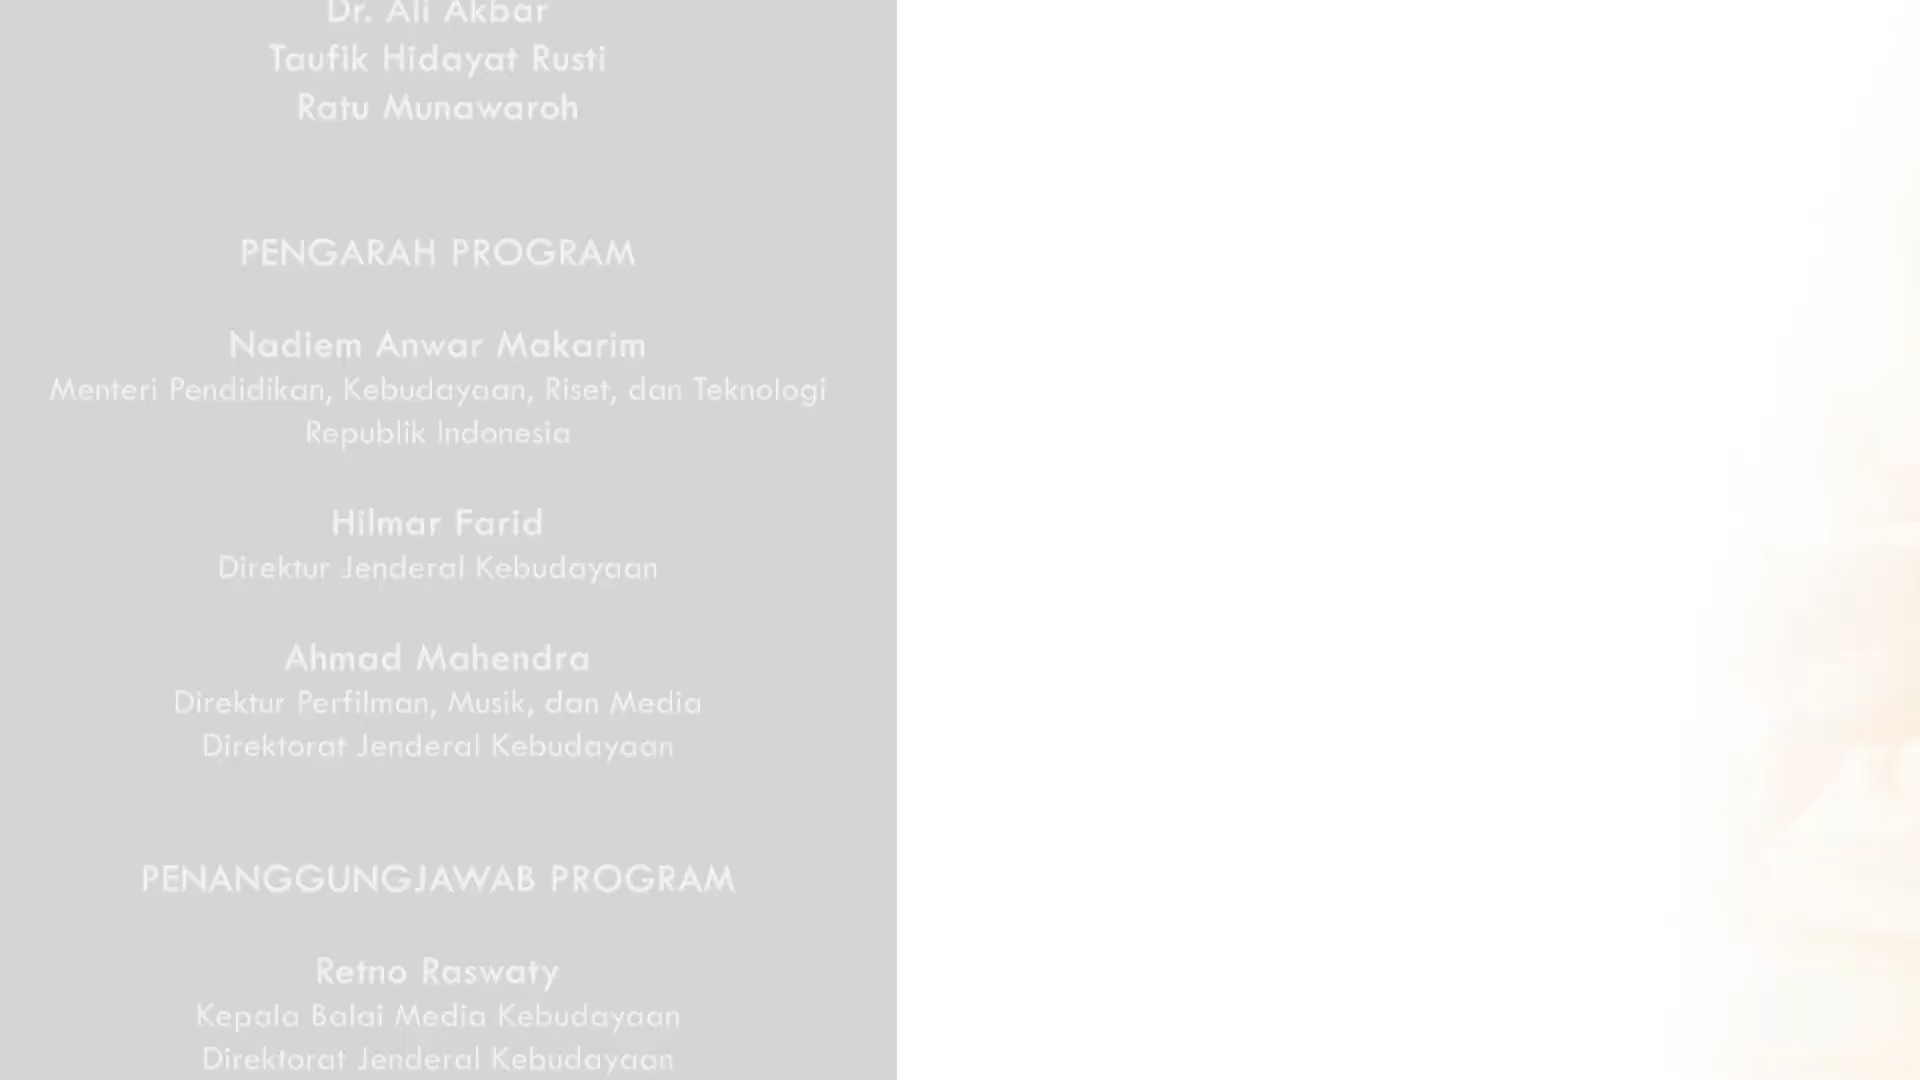 Dr. Ali Akbar
Taufik Hidayat Rusti
Ratu Munawaroh
PENGARAH PROGRAM
Nadiem Anwar Makarim
Menteri Pendidikan, Kebudayaan, Riset, dan Teknologi
Republik Indonesia
Hilmar Farid
Direktur Jenderal Kebudayaan
Ahmad Mahendra
Direktur Perfilman, Musik, dan Media
Direktorat Jenderal Kebudayaan
PENANGGUNGJAWAB PROGRAM
Retno Raswaty
Kepala Balai Media Kebudayaan
Direktorat Jenderal Kebudayaan